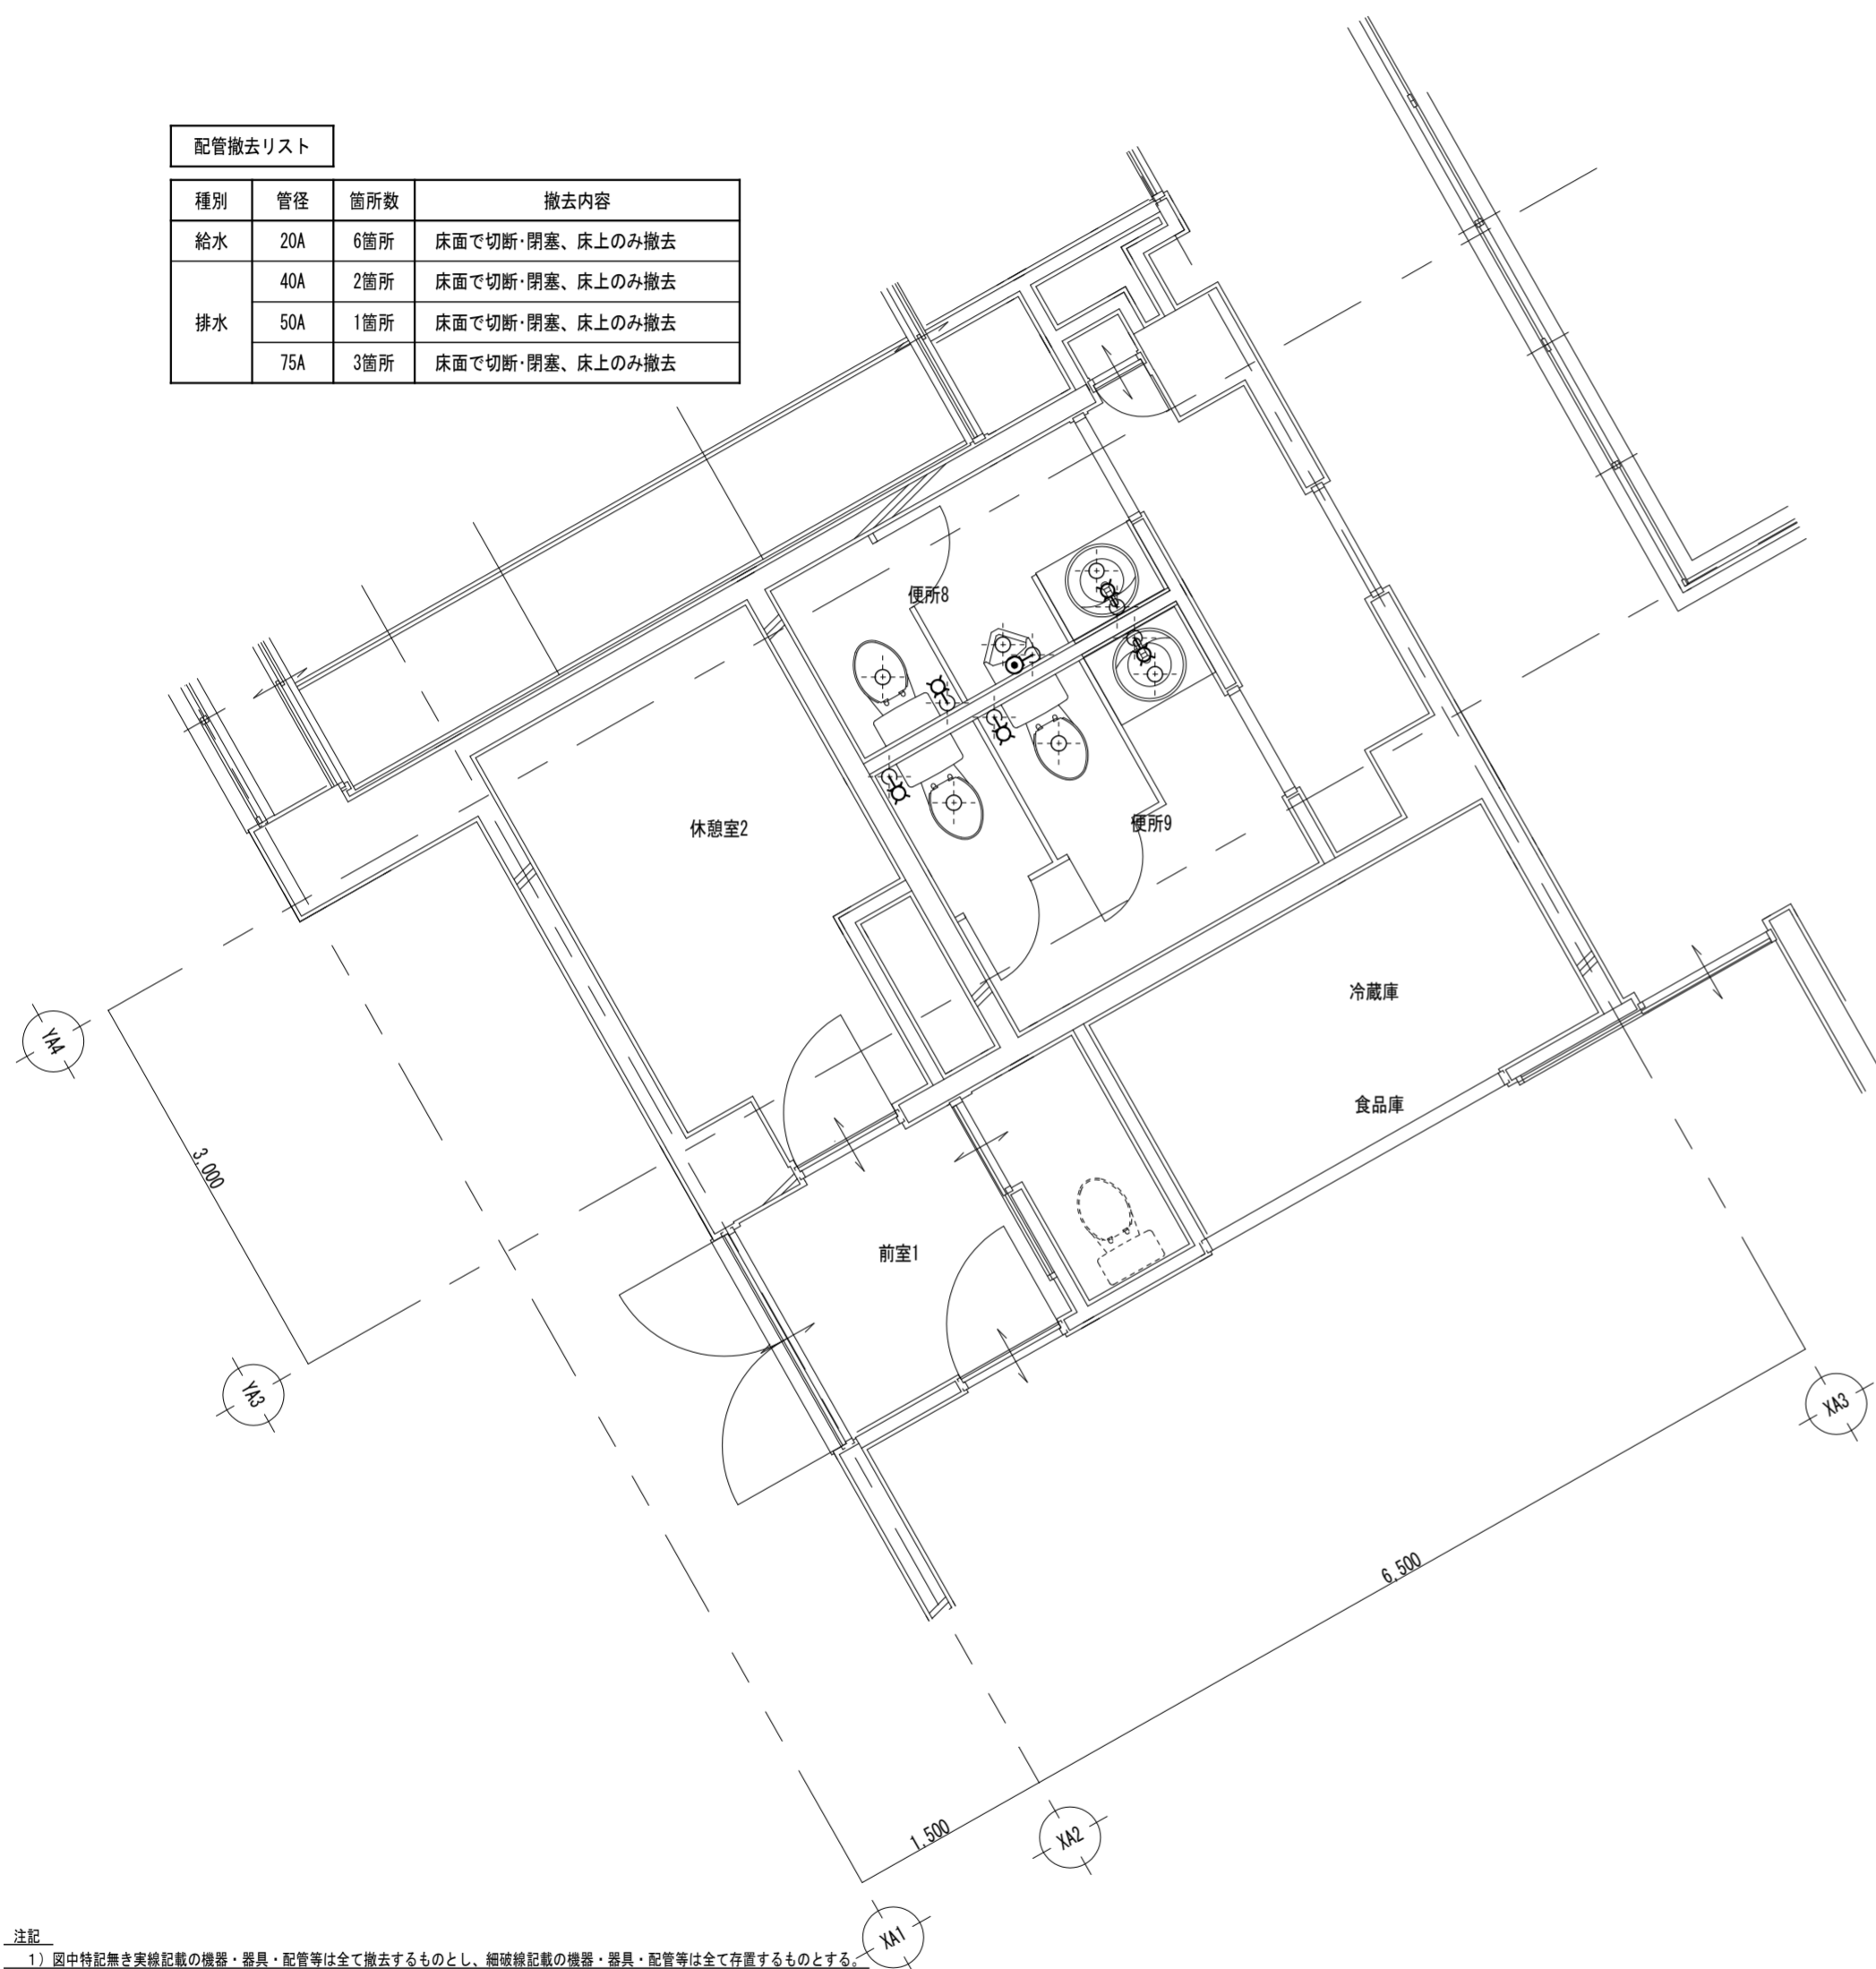 配管撤去リスト
種別 管径 箇所数 撤去内容
給水 20A 6箇所 床面で切断･閉塞、床上のみ撤去
排水 40A 2箇所 床面で切断･閉塞、床上のみ撤去
50A 1箇所 床面で切断･閉塞、床上のみ撤去
75A 3箇所 床面で切断･閉塞、床上のみ撤去
便所8
休憩室2
便所9
冷蔵庫
食品庫
前室1
YA4
3,000
YA3
XA3
6,500
1,500
XA2
XA1
注記
1）図中特記無き実線記載の機器・器具・配管等は全て撤去するものとし、細破線記載の機器・器具・配管等は全て存置するものとする。